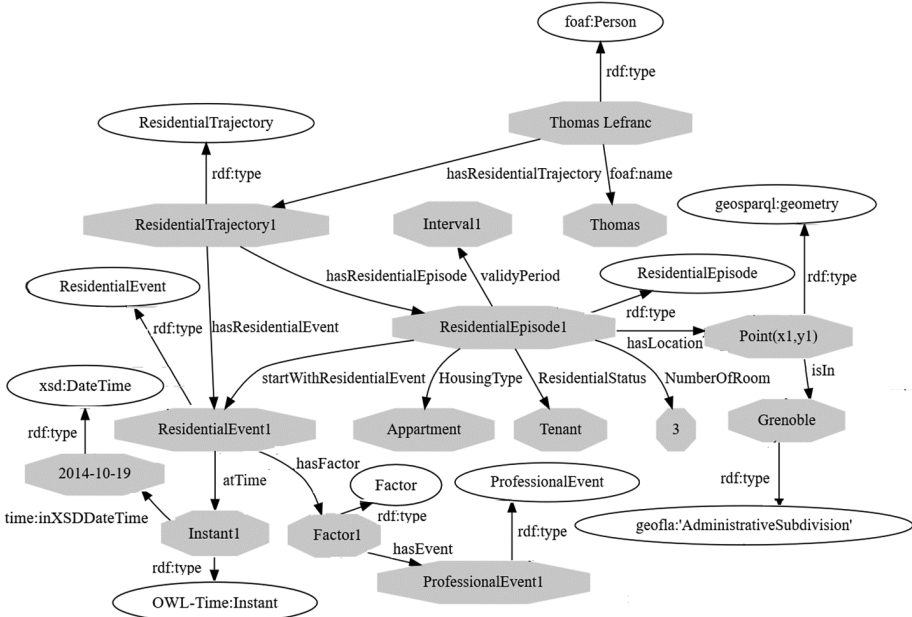 foaf:Person
rdf:type
ResidentialTrajectory
Thomas Lefranc
rdf:type
hasResidentialTrajectory
foaf:name
geosparql:geometry
ResidentialTrajectory1
Interval1
Thomas
hasResidentialEpisode
validyPeriod
ResidentialEpisode
rdf:type
ResidentialEvent
rdf:type
hasResidentialEvent
ResidentialEpisode1
rdf:type
hasLocation
Point(x1,y1)
xsd:DateTime
startWithResidentialEvent
HousingType
ResidentialStatus
NumberOfRoom
isIn
rdf:type
ResidentialEvent1
Appartment
Tenant
3
Grenoble
2014-10-19
atTime
hasFactor
Factor
ProfessionalEvent
rdf:type
time:inXSDDateTime
Instant1
Factor1
rdf:type
rdf:type
geofla:'AdministrativeSubdivision'
rdf:type
hasEvent
ProfessionalEvent1
OWL-Time:Instant